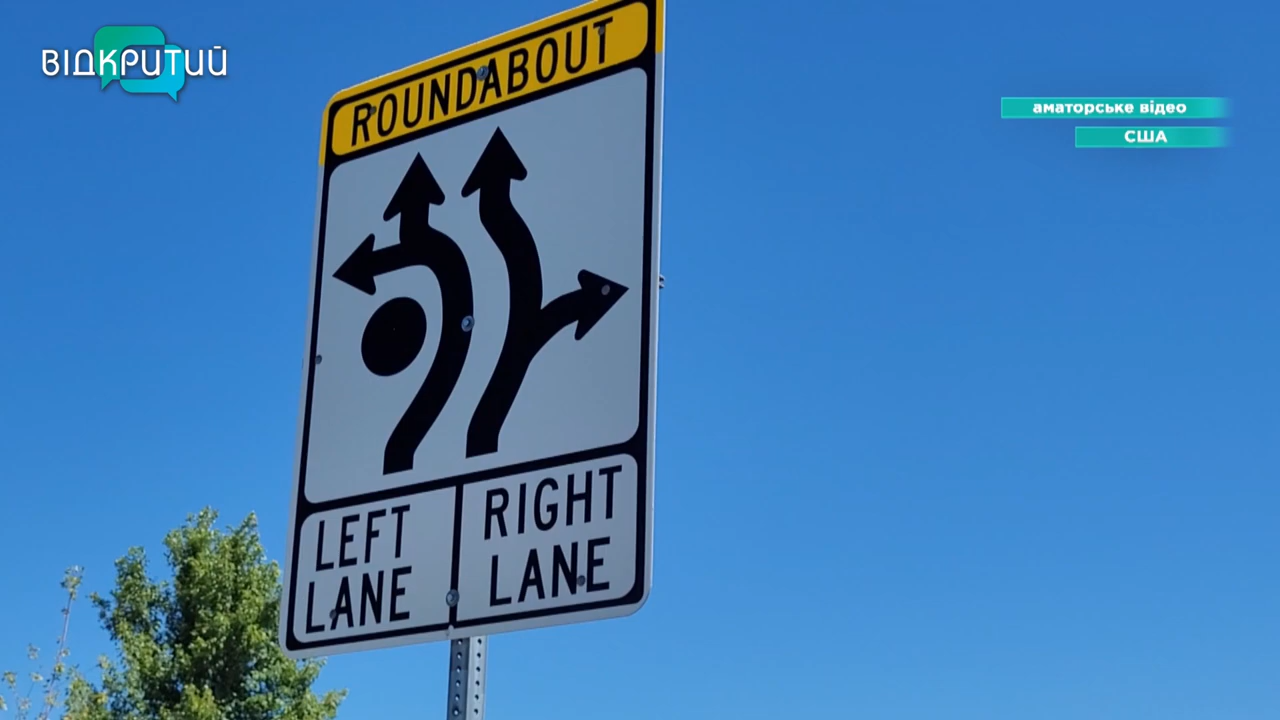 ВІДКРИТИЙ
аматорське відео
США
ROUNDABOUT
LEFT
LANE
RIGHT
LANE